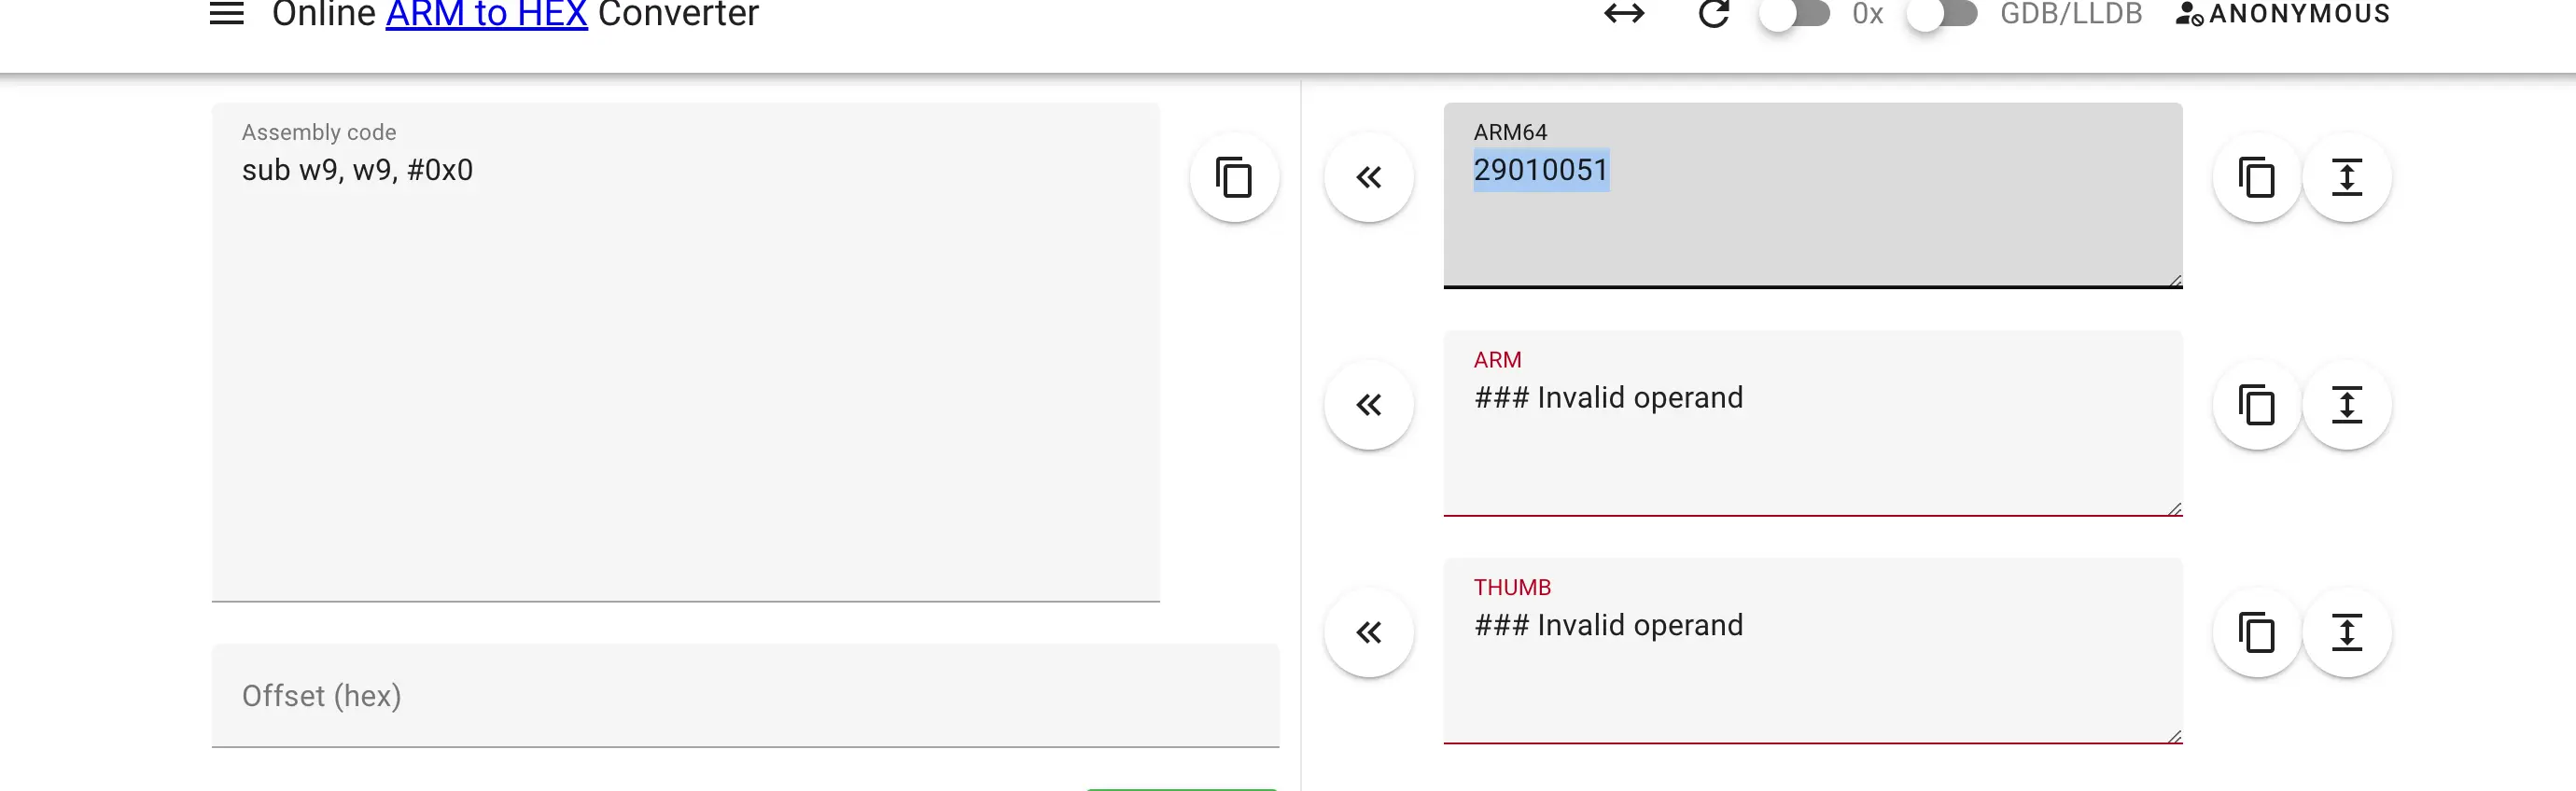 Online ARM to HEX Converter
0x
GDB/LLDB
ANONYMOUS
Assembly code
sub w9, w9, #0x0
Offset (hex)
ARM64
29010051
ARM
### Invalid operand
THUMB
### Invalid operand